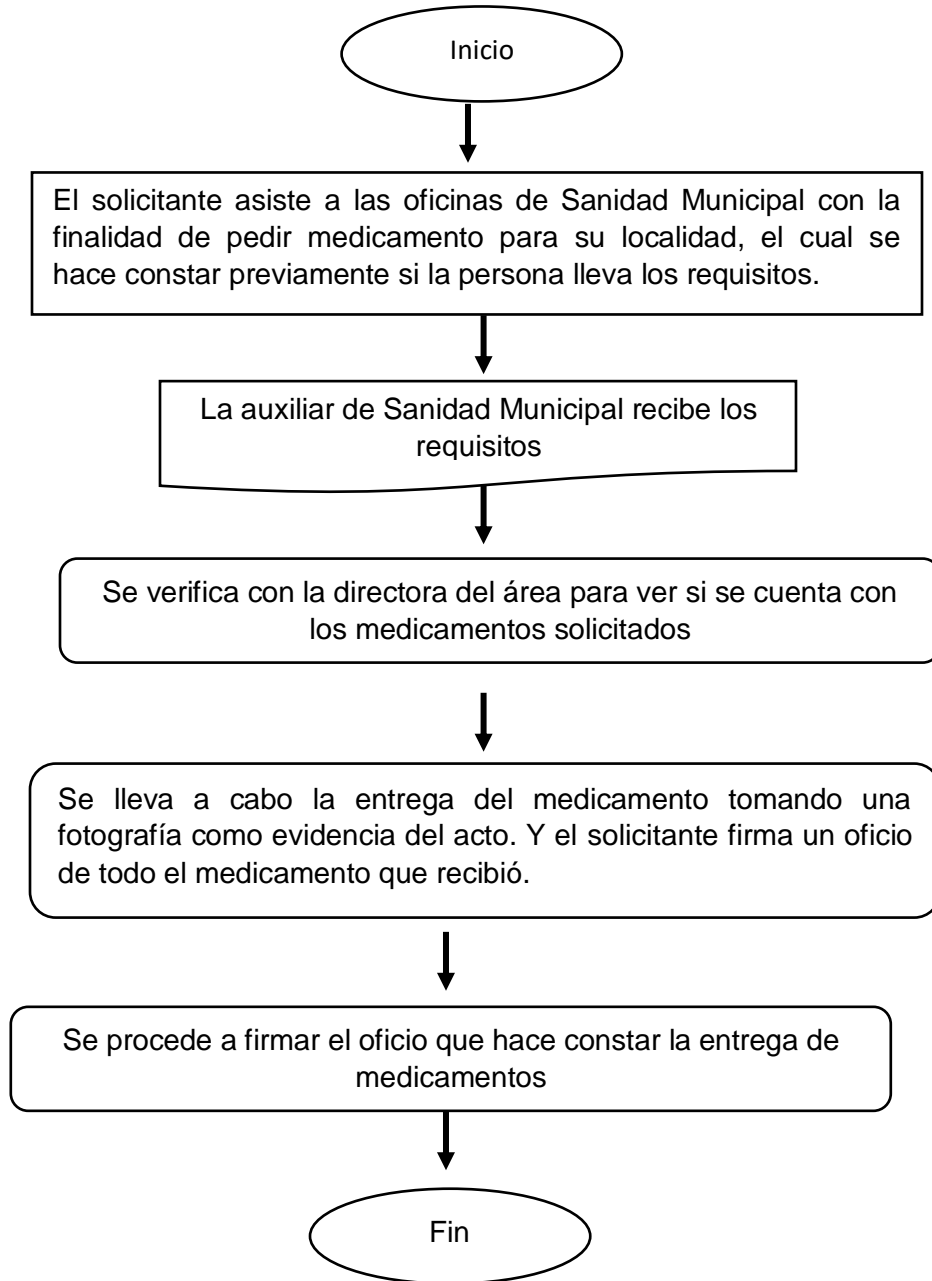 Inicio
El solicitante asiste a las oficinas de Sanidad Municipal con la
finalidad de pedir medicamento para su localidad, el cual se
hace constar previamente si la persona lleva los requisitos.
La auxiliar de Sanidad Municipal recibe los
requisitos
Se verifica con la directora del área para ver si se cuenta con
los medicamentos solicitados
Se lleva a cabo la entrega del medicamento tomando una
fotografía como evidencia del acto. Y el solicitante firma un oficio
de todo el medicamento que recibió.
Se procede a firmar el oficio que hace constar la entrega de
medicamentos
Fin